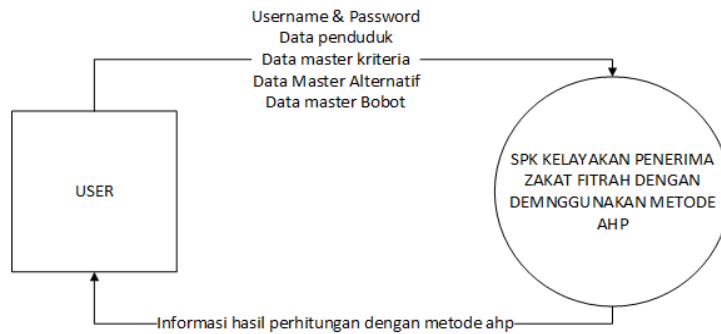 Username & Password
Data penduduk
Data master kriteria
Data Master Alternatif
Data master Bobot
USER
SPK KELAYAKAN PENERIMA
ZAKAT FITRAH DENGAN
DEMNGGUNAKAN METODE
AHP
Informasi hasil perhitungan dengan metode ahp